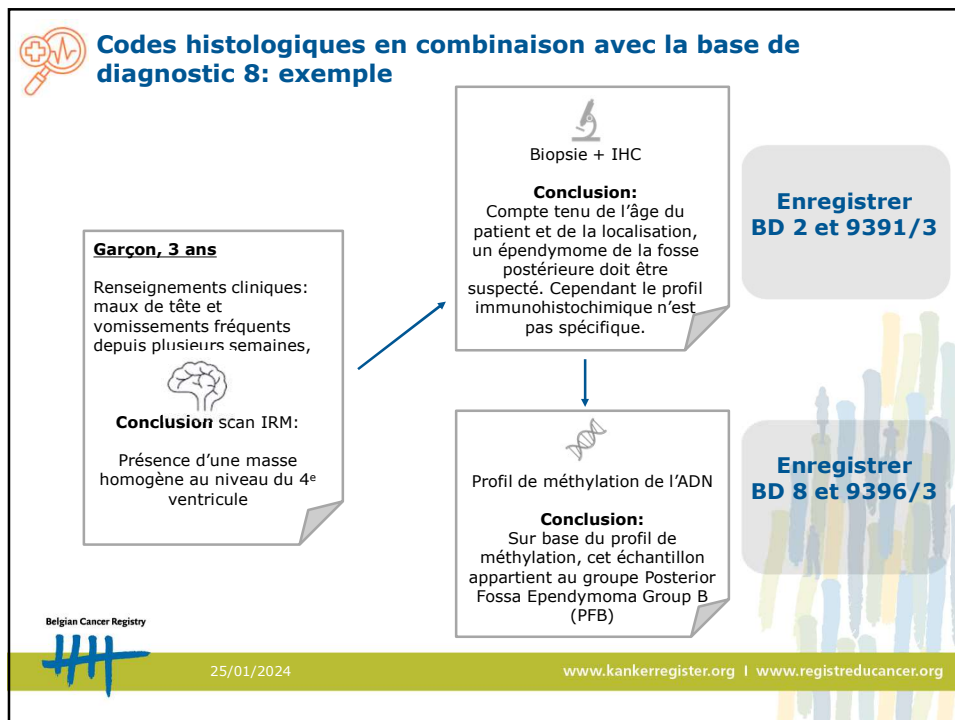 Codes histologiques en combinaison avec la base de
diagnostic 8: exemple
Garçon, 3 ans
Renseignements cliniques:
maux de tête et
vomissements fréquents
depuis plusieurs semaines,
Conclusion scan IRM:
Présence d'une masse
homogène au niveau du 4e
ventricule
Biopsie + IHC
Conclusion:
Compte tenu de l'âge du
patient et de la localisation,
un épendymome de la fosse
postérieure doit être
suspecté. Cependant le profil
immunohistochimique n'est
pas spécifique.
Enregistrer
BD 2 et 9391/3
Profil de méthylation de l'ADN
Conclusion:
Sur base du profil de
méthylation, cet échantillon
appartient au groupe Posterior
Fossa Ependymoma Group B
(PFB)
Enregistrer
BD 8 et 9396/3
Belgian Cancer Registry
25/01/2024
www.kankerregister.org I www.registreducancer.org